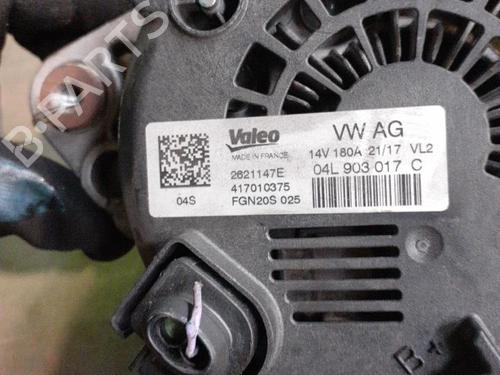 Valeo
MADE IN FRANCE
2621147E
417010375
FGN20S 025
04S
VW AG
14V 180A 21/17 VL2
04L 903 017 C
B+
B-PARTS